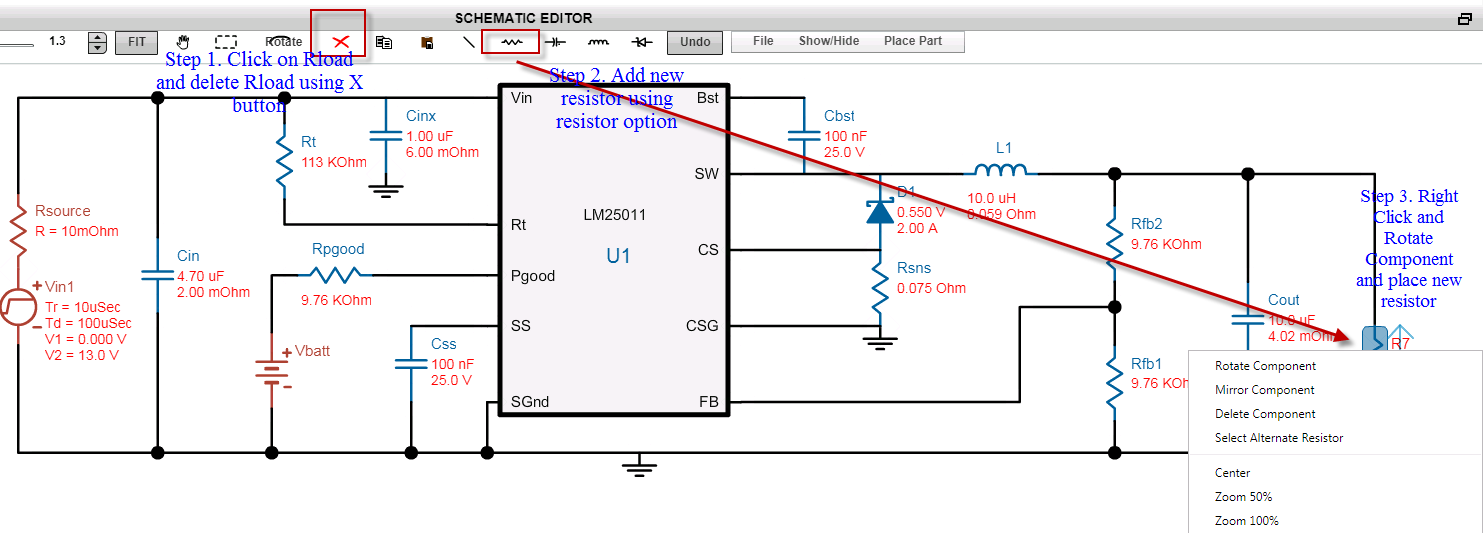 SCHEMATIC EDITOR
1.3
FIT
Rotate
Undo
File
Show/Hide
Place Part
Step 1. Click on Rload
and delete Rload using X
button
Step 2. Add new
resistor using
resistor option
Step 3. Right
Click and
Rotate
Component
and place new
resistor
Rsource
R = 10mOhm
Vin1
Tr = 10uSec
Td = 100uSec
V1 = 0.000 V
V2 = 13.0 V
Cin
4.70 uF
2.00 mOhm
Rt
113 KOhm
Cinx
1.00 uF
6.00 mOhm
Rpgood
9.76 KOhm
Vbatt
Css
100 nF
25.0 V
Vin
Rt
Pgood
SS
SGnd
LM25011
U1
Bst
SW
CS
CSG
FB
Cbst
100 nF
25.0 V
D1
0.550 V
2.00 A
L1
10.0 uH
0.059 Ohm
Rsns
0.075 Ohm
Rfb2
9.76 KOhm
Rfb1
9.76 KOh
Cout
10.0 uF
4.02 mOhm
R7
Rotate Component
Mirror Component
Delete Component
Select Alternate Resistor
Center
Zoom 50%
Zoom 100%